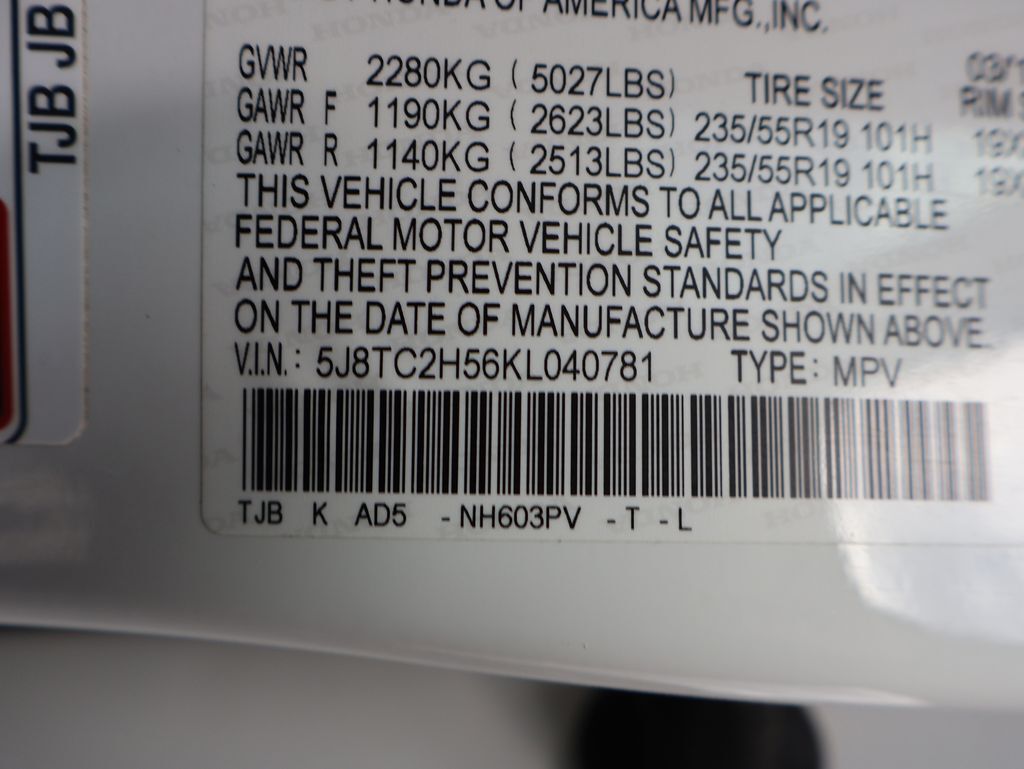 HONDA OF AMERICA MFG.,INC.
GVWR 2280KG ( 5027LBS) TIRE SIZE RIM
GAWR F 1190KG ( 2623LBS) 235/55R19 101H
GAWR R 1140KG ( 2513LBS) 235/55R19 101H
THIS VEHICLE CONFORMS TO ALL APPLICABLE
FEDERAL MOTOR VEHICLE SAFETY
AND THEFT PREVENTION STANDARDS IN EFFECT
ON THE DATE OF MANUFACTURE SHOWN ABOVE.
V.I.N.: 5J8TC2H56KL040781 TYPE: MPV
TJB K AD5 -NH603PV -T -L
TJB JB